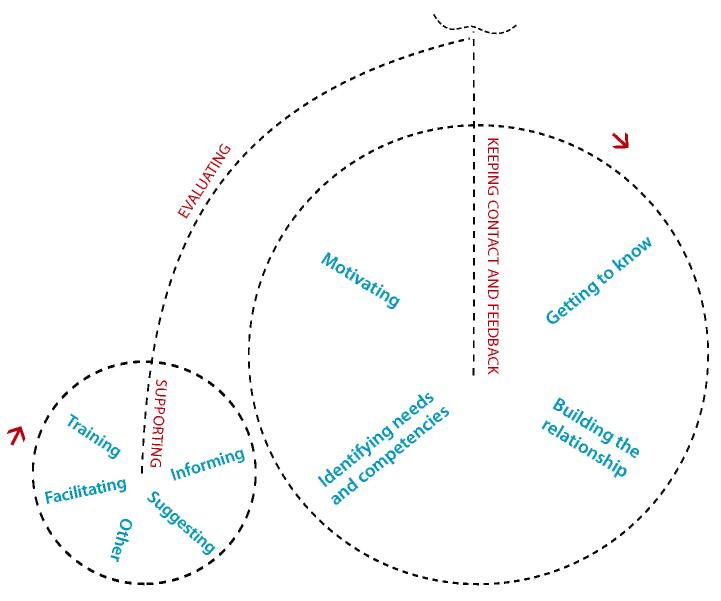 EVALUATING
KEEPING CONTACT AND FEEDBACK
Motivating
Getting to know
Identifying needs
and competencies
Building the
relationship
SUPPORTING
Training
Informing
Facilitating
Suggesting
Other